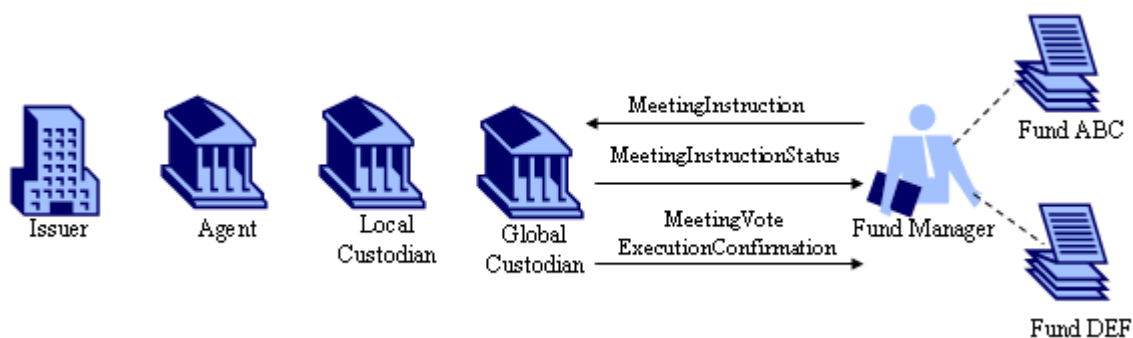 MeetingInstruction
Fund ABC
MeetingInstructionStatus
Issuer
Agent
Local
Custodian
Global
Custodian
MeetingVote
ExecutionConfirmation
Fund Manager
Fund DEF